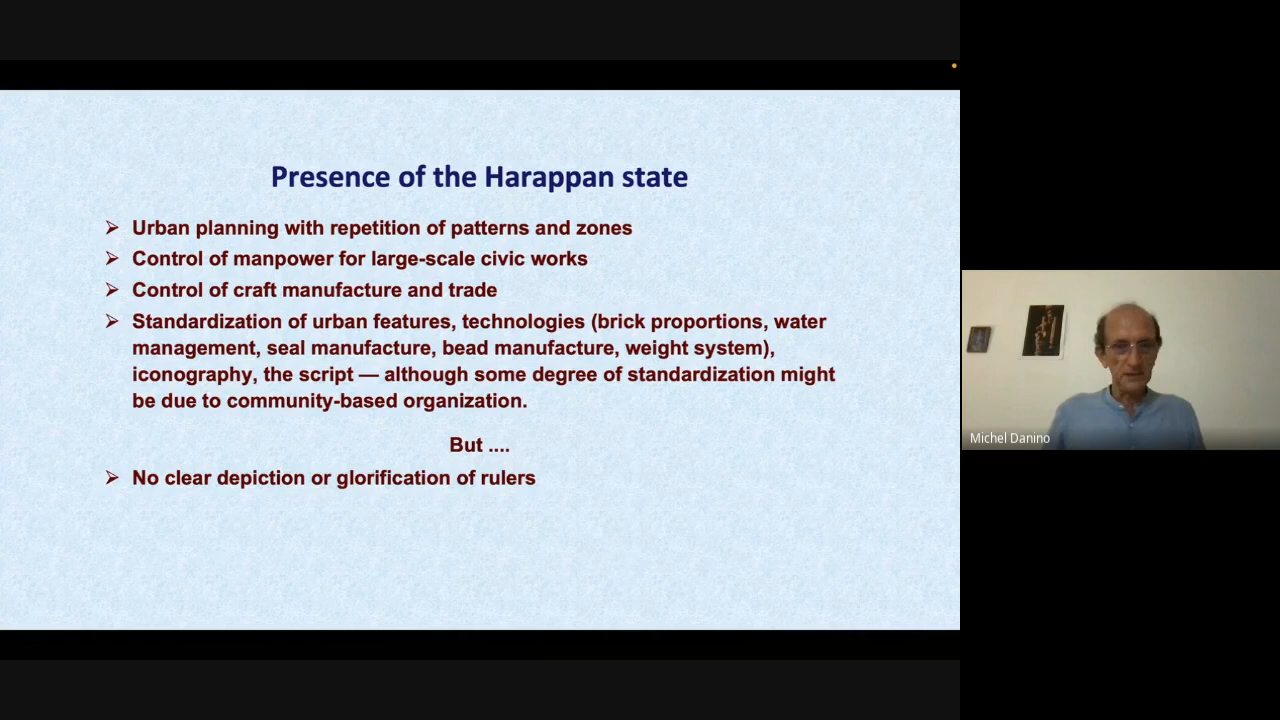 Presence of the Harappan state
➢ Urban planning with repetition of patterns and zones
➢ Control of manpower for large-scale civic works
➢ Control of craft manufacture and trade
➢ Standardization of urban features, technologies (brick proportions, water
management, seal manufacture, bead manufacture, weight system),
iconography, the script — although some degree of standardization might
be due to community-based organization.
But ....
➢ No clear depiction or glorification of rulers
Michel Danino